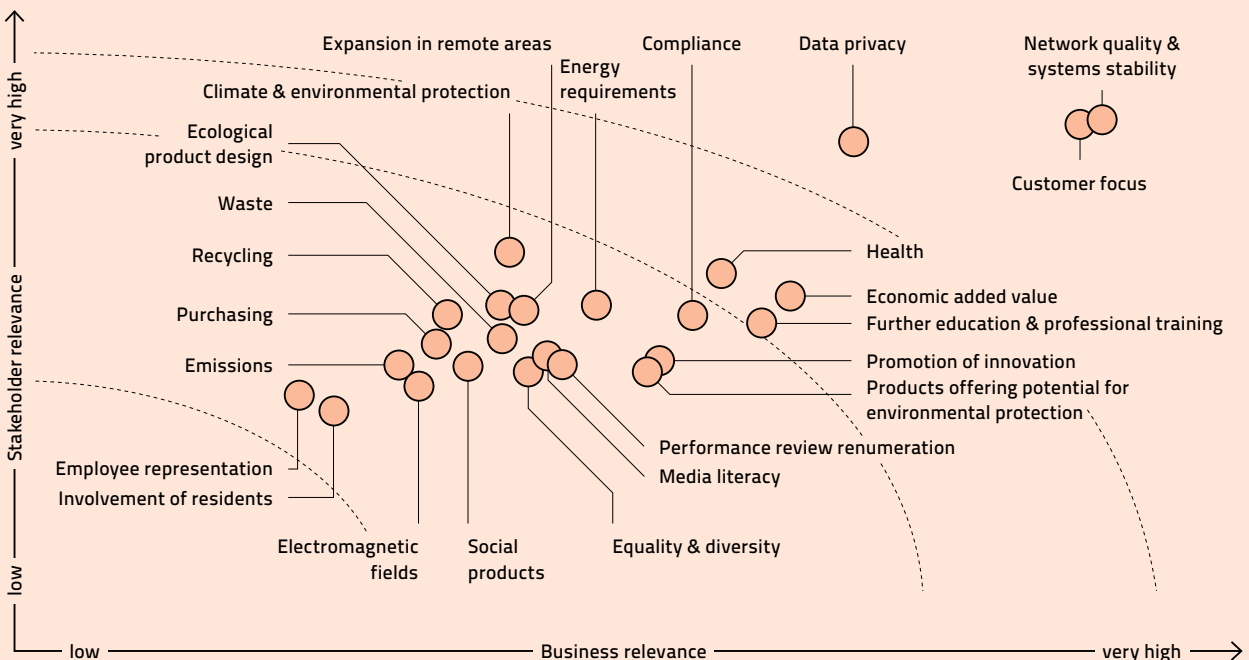 Expansion in remote areas
Compliance
Data privacy
Network quality &
systems stability
Energy
requirements
Climate & environmental protection
Ecological
product design
Customer focus
Waste
Recycling
Health
Economic added value
Purchasing
Further education & professional training
Emissions
Promotion of innovation
Products offering potential for
environmental protection
Performance review renumeration
Media literacy
Employee representation
Involvement of residents
Electromagnetic
fields
Social
products
Equality & diversity
very high
Stakeholder relevance
low
low
Business relevance
very high